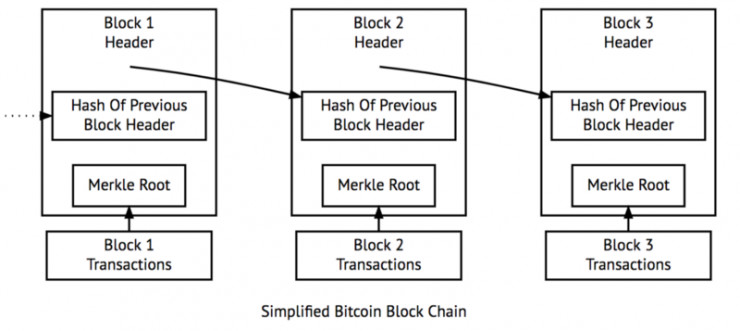 Block 1
Header
Hash Of Previous
Block Header
Merkle Root
Block 1
Transactions
Block 2
Header
Hash Of Previous
Block Header
Merkle Root
Block 2
Transactions
Block 3
Header
Hash Of Previous
Block Header
Merkle Root
Block 3
Transactions
Simplified Bitcoin Block Chain